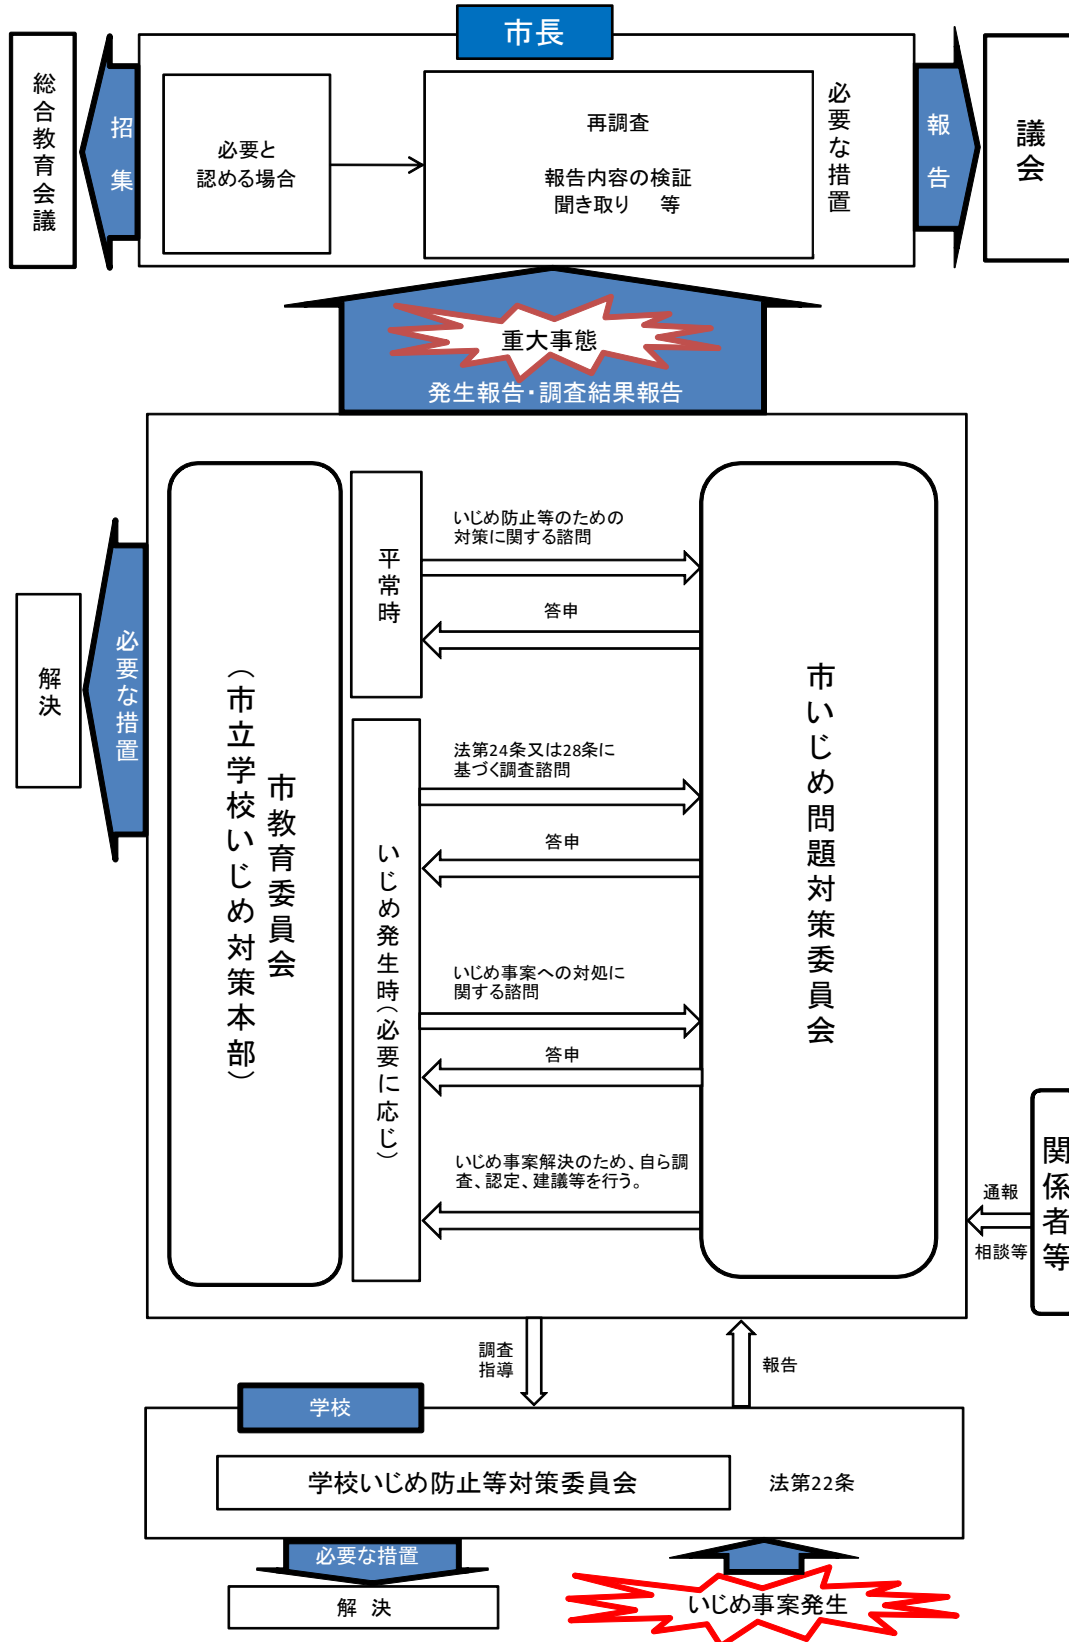 市長
総合教育会議
招集
必要と
認める場合
再調査
報告内容の検証
聞き取り　等
必要な措置
報告
議会
重大事態
発生報告・調査結果報告
解決
必要な措置
市教育委員会
（市立学校いじめ対策本部）
平常時
いじめ防止等のための
対策に関する諮問
答申
いじめ発生時（必要に応じ）
法第24条又は28条に
基づく調査諮問
答申
いじめ事案への対処に
関する諮問
答申
いじめ事案解決のため、自ら調
査、認定、建議等を行う。
市いじめ問題対策委員会
関係者等
通報
相談等
調査
指導
報告
学校
学校いじめ防止等対策委員会
法第22条
必要な措置
解 決
いじめ事案発生